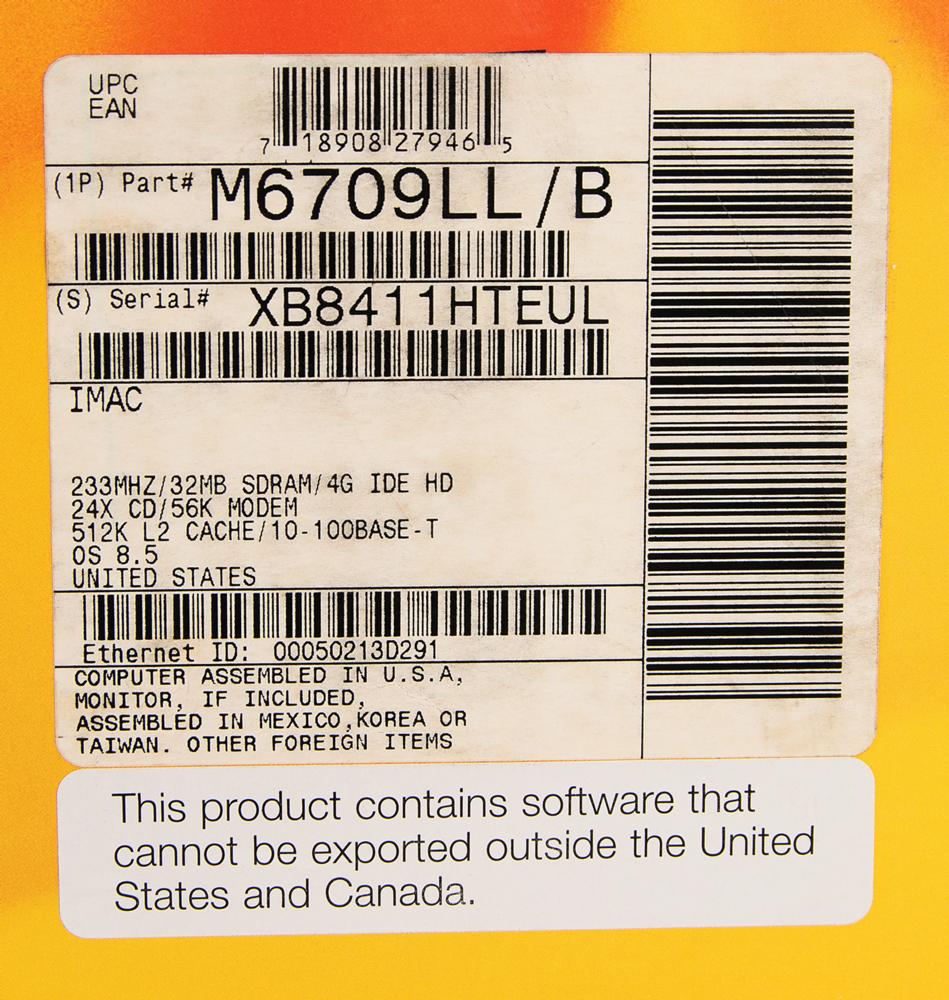 UPC
EAN
7 18908 27946 5
(1P) Part# M6709LL/B
(S) Serial# XB8411HTEUL
IMAC
233MHZ/32MB SDRAM/4G IDE HD
24X CD/56K MODEM
512K L2 CACHE/10-100BASE-T
OS 8.5
UNITED STATES
Ethernet ID: 00050213D291
COMPUTER ASSEMBLED IN U.S.A,
MONITOR, IF INCLUDED,
ASSEMBLED IN MEXICO,KOREA OR
TAIWAN. OTHER FOREIGN ITEMS
This product contains software that
cannot be exported outside the United
States and Canada.